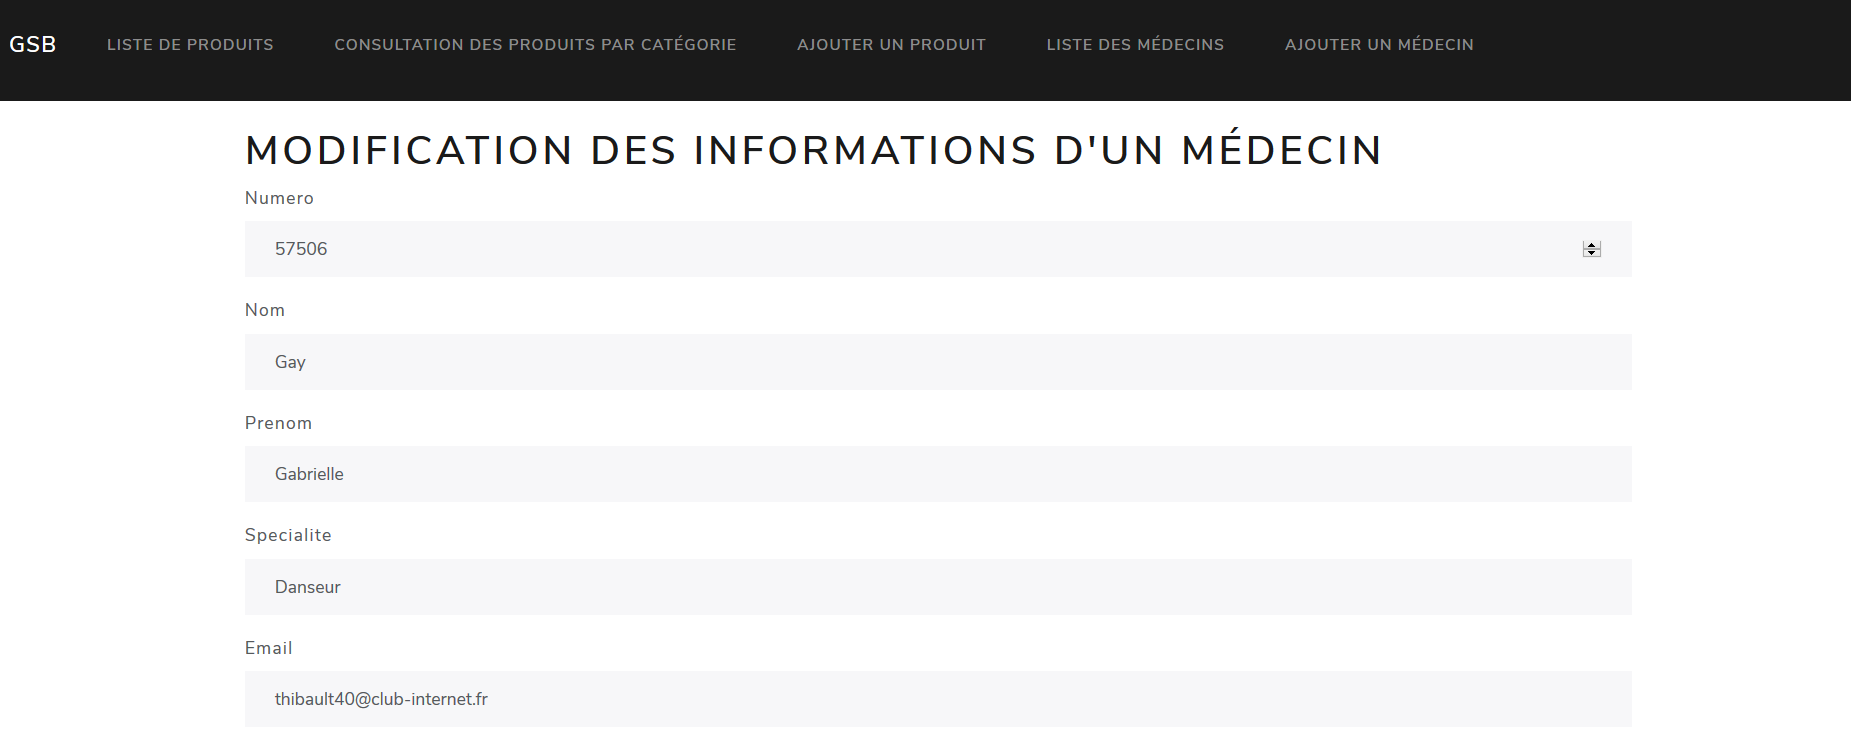 GSB LISTE DE PRODUITS CONSULTATION DES PRODUITS PAR CATÉGORIE AJOUTER UN PRODUIT LISTE DES MÉDECINS AJOUTER UN MÉDECIN
MODIFICATION DES INFORMATIONS D'UN MÉDECIN
Numero
57506
Nom
Gay
Prenom
Gabrielle
Specialite
Danseur
Email
thibault40@club-internet.fr